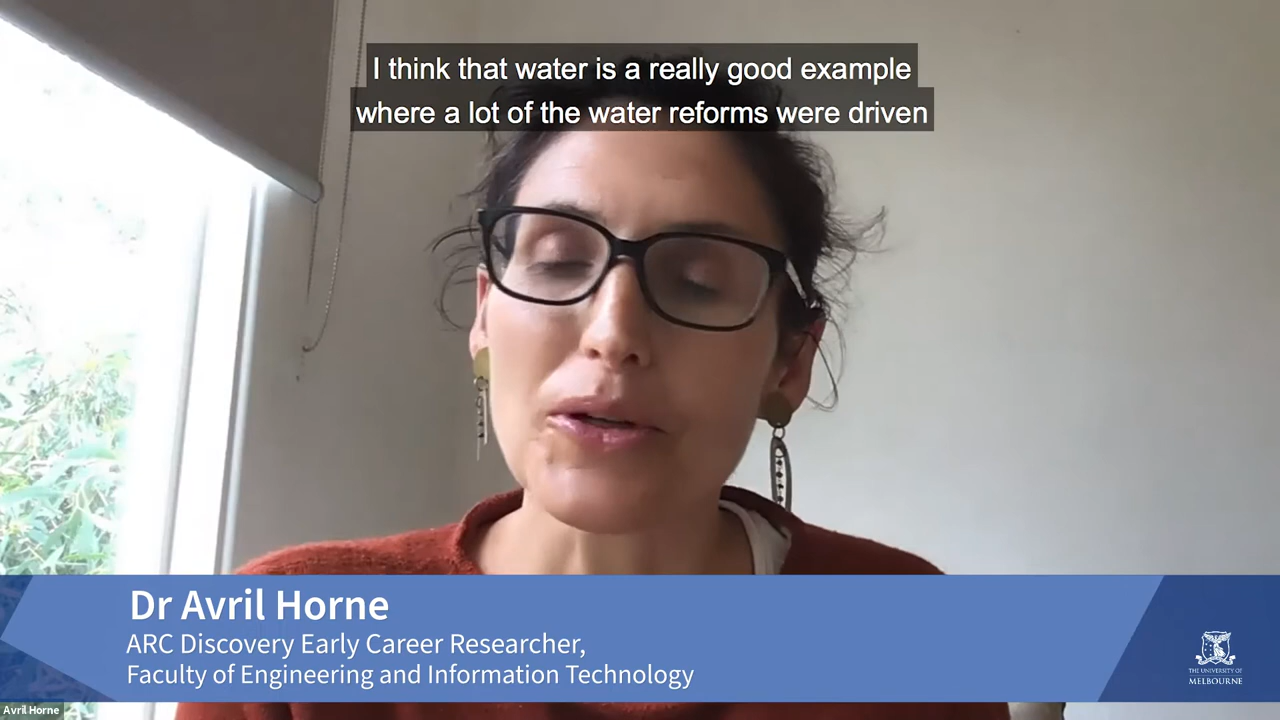 I think that water is a really good example
where a lot of the water reforms were driven
Dr Avril Horne
ARC Discovery Early Career Researcher,
Faculty of Engineering and Information Technology
THE UNIVERSITY OF
MELBOURNE
Avril Horne